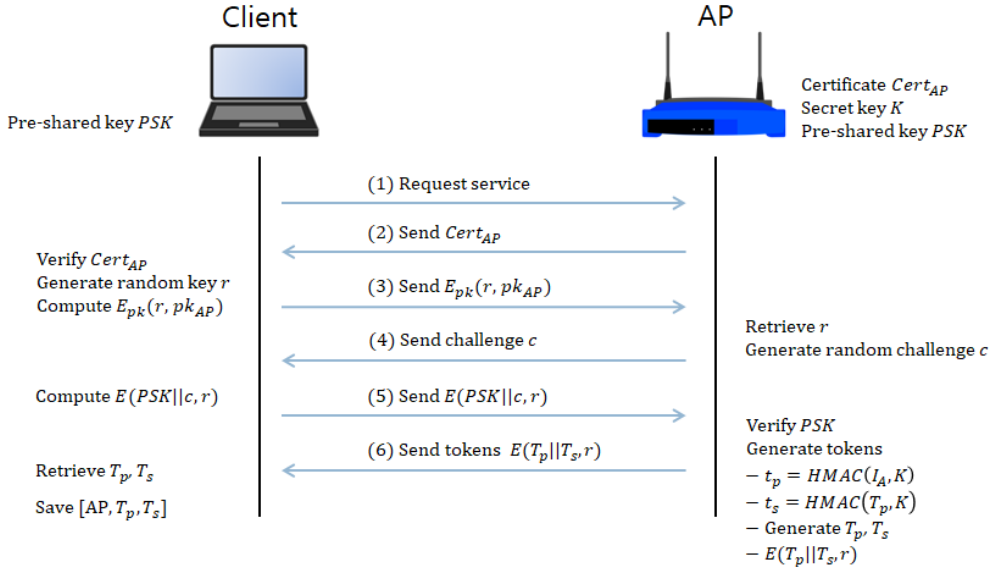 Client
AP
Pre-shared key PSK
Certificate Cert_AP
Secret key K
Pre-shared key PSK
(1) Request service
(2) Send Cert_AP
Verify Cert_AP
Generate random key r
Compute E_pk(r, pk_AP)
(3) Send E_pk(r, pk_AP)
Retrieve r
Generate random challenge c
(4) Send challenge c
Compute E(PSK||c, r)
(5) Send E(PSK||c, r)
Verify PSK
Generate tokens
– t_p = HMAC(I_A, K)
– t_s = HMAC(T_p, K)
– Generate T_p, T_s
– E(T_p||T_s, r)
(6) Send tokens E(T_p||T_s, r)
Retrieve T_p, T_s
Save [AP, T_p, T_s]